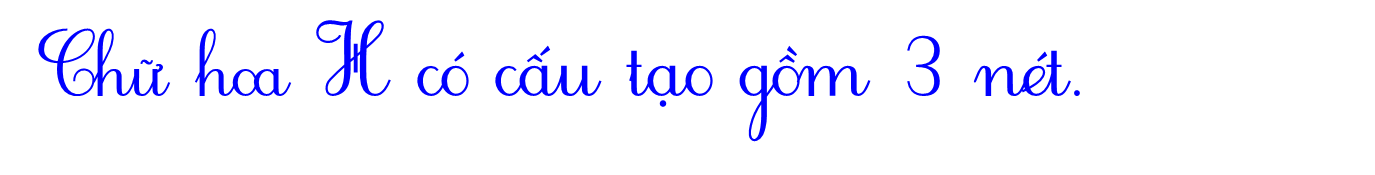 Chữ hoa H có cấu tạo gồm 3 nét.